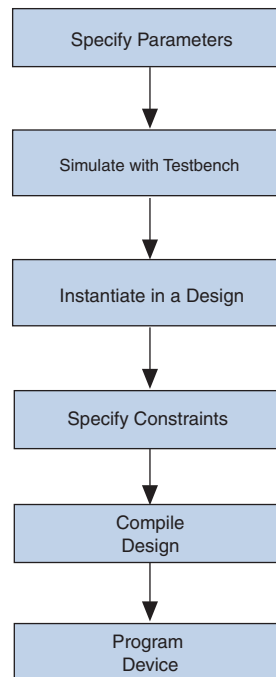 Specify Parameters
Simulate with Testbench
Instantiate in a Design
Specify Constraints
Compile
Design
Program
Device